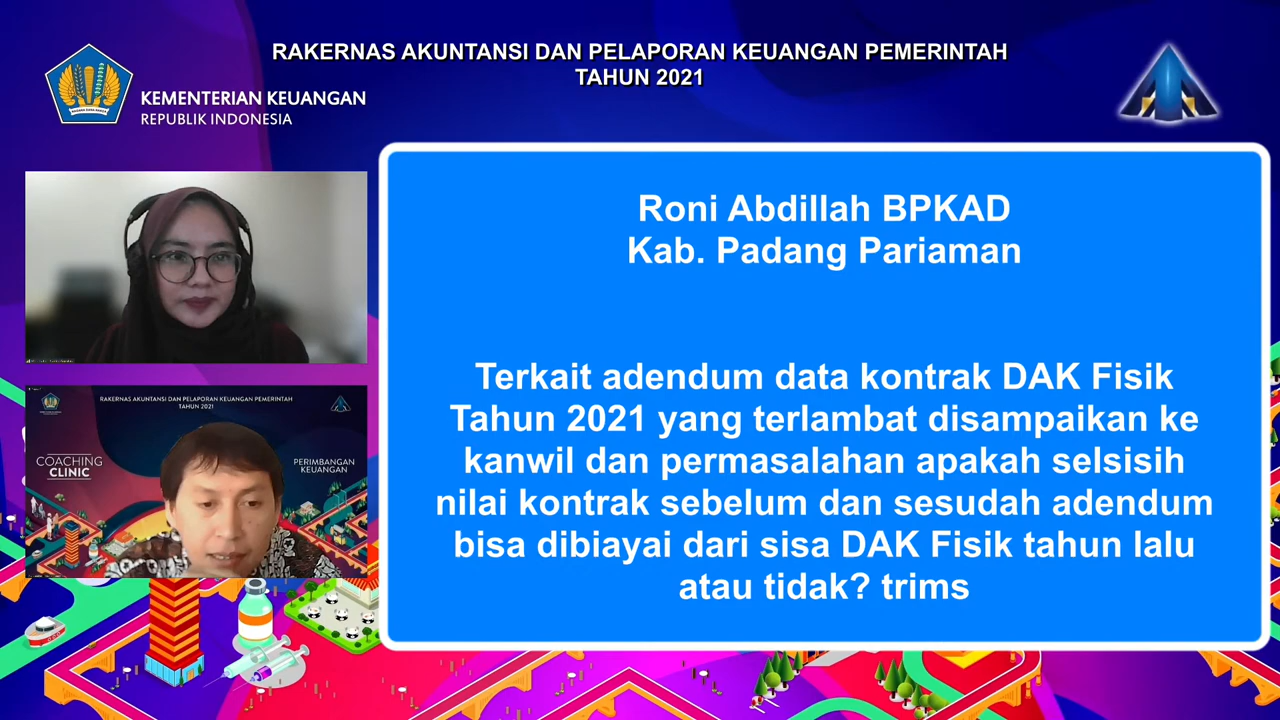 RAKERNAS AKUNTANSI DAN PELAPORAN KEUANGAN PEMERINTAH
TAHUN 2021
KEMENTERIAN KEUANGAN
REPUBLIK INDONESIA
Roni Abdillah BPKAD
Kab. Padang Pariaman
Terkait adendum data kontrak DAK Fisik
Tahun 2021 yang terlambat disampaikan ke
kanwil dan permasalahan apakah selsisih
nilai kontrak sebelum dan sesudah adendum
bisa dibiayai dari sisa DAK Fisik tahun lalu
atau tidak? trims
RAKERNAS AKUNTANSI DAN PELAPORAN KEUANGAN PEMERINTAH
TAHUN 2021
COACHING
CLINIC
PERIMBANGAN
KEUANGAN